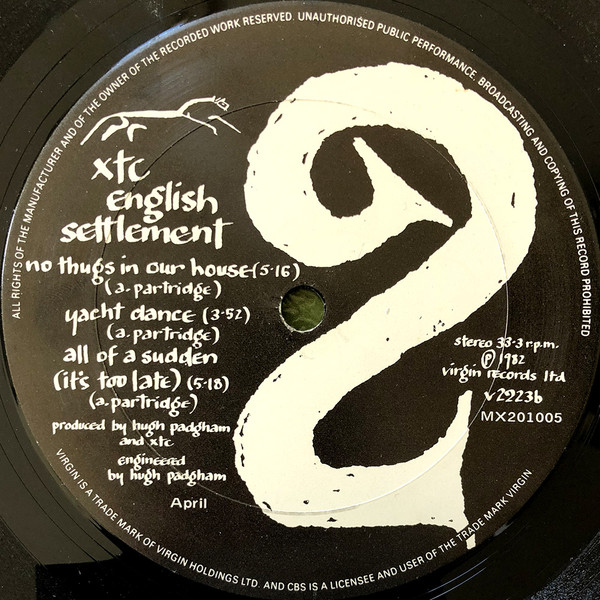 ALL RIGHTS OF THE MANUFACTURER AND OF THE OWNER OF THE RECORDED WORK RESERVED. UNAUTHORISED PUBLIC PERFORMANCE, BROADCASTING AND COPYING OF THIS RECORD PROHIBITED
xtc
english
settlement
2
no thugs in our house (5·16)
(a. partridge)
yacht dance (3·52)
(a. partridge)
all of a sudden
(it's too late) (5·18)
(a. partridge)
produced by hugh padgham
and xtc
engineered
by hugh padgham
April
stereo 33·3 r.p.m.
℗ 1982
virgin records ltd
v2223b
MX201005
VIRGIN IS A TRADE MARK OF VIRGIN HOLDINGS LTD. AND CBS IS A LICENSEE AND USER OF THE TRADE MARK VIRGIN